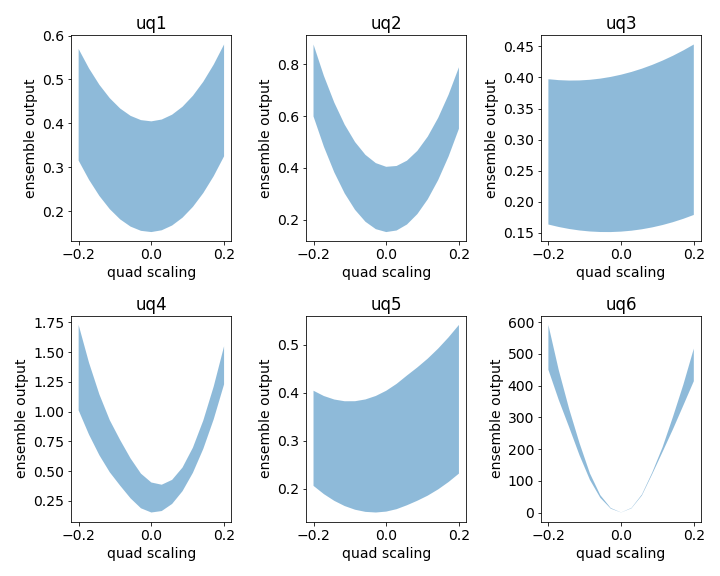 uq1 uq2 uq3
0.6 0.5 0.4 0.3 0.2
ensemble output
−0.2 0.0 0.2
quad scaling
0.8 0.6 0.4 0.2
ensemble output
−0.2 0.0 0.2
quad scaling
0.45 0.40 0.35 0.30 0.25 0.20 0.15
ensemble output
−0.2 0.0 0.2
quad scaling
uq4 uq5 uq6
1.75 1.50 1.25 1.00 0.75 0.50 0.25
ensemble output
−0.2 0.0 0.2
quad scaling
0.5 0.4 0.3 0.2
ensemble output
−0.2 0.0 0.2
quad scaling
600 500 400 300 200 100 0
ensemble output
−0.2 0.0 0.2
quad scaling